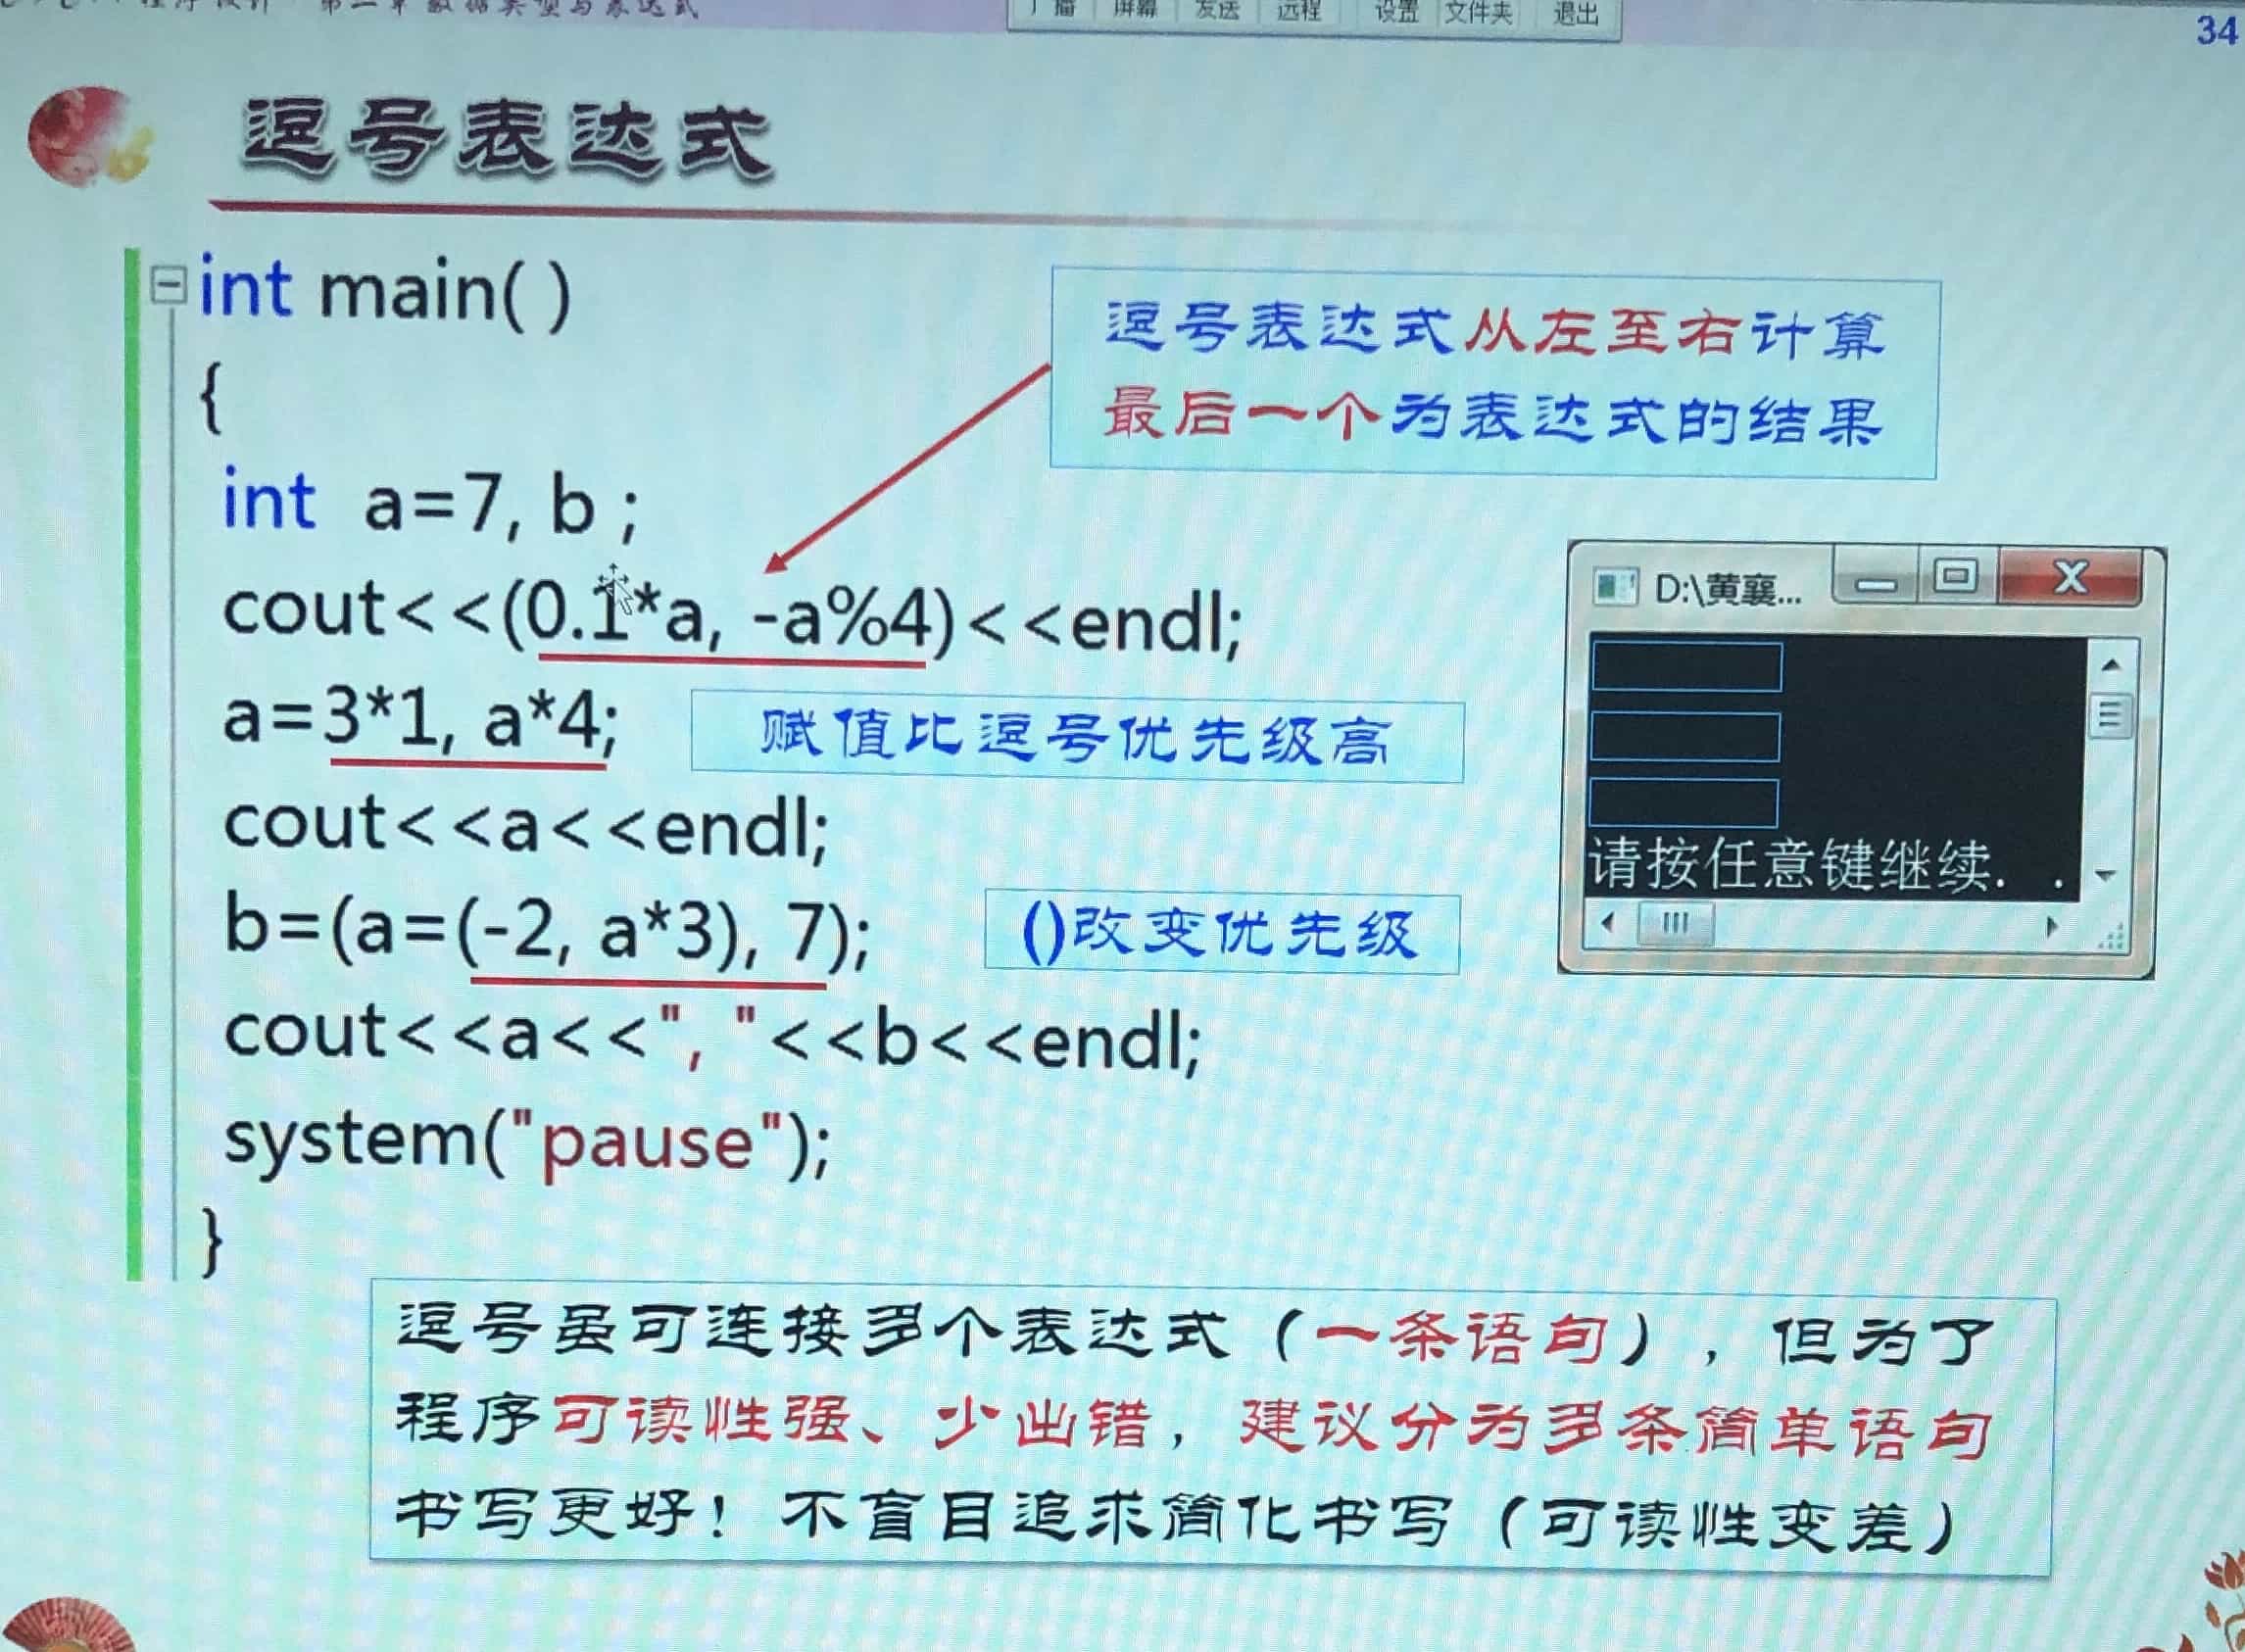 程序设计 第二章 数据类型与表达式
广播 屏幕 发送 远程 设置 文件夹 退出
34
逗号表达式
int main( )
{
int a=7, b ;
cout<<(0.1*a, -a%4)<<endl;
a=3*1, a*4;
cout<<a<<endl;
b=(a=(-2, a*3), 7);
cout<<a<<", "<<b<<endl;
system("pause");
}
逗号表达式从左至右计算
最后一个为表达式的结果
赋值比逗号优先级高
()改变优先级
D:\黄襄...
请按任意键继续. .
逗号虽可连接多个表达式（一条语句），但为了
程序可读性强、少出错，建议分为多条简单语句
书写更好！不盲目追求简化书写（可读性变差）